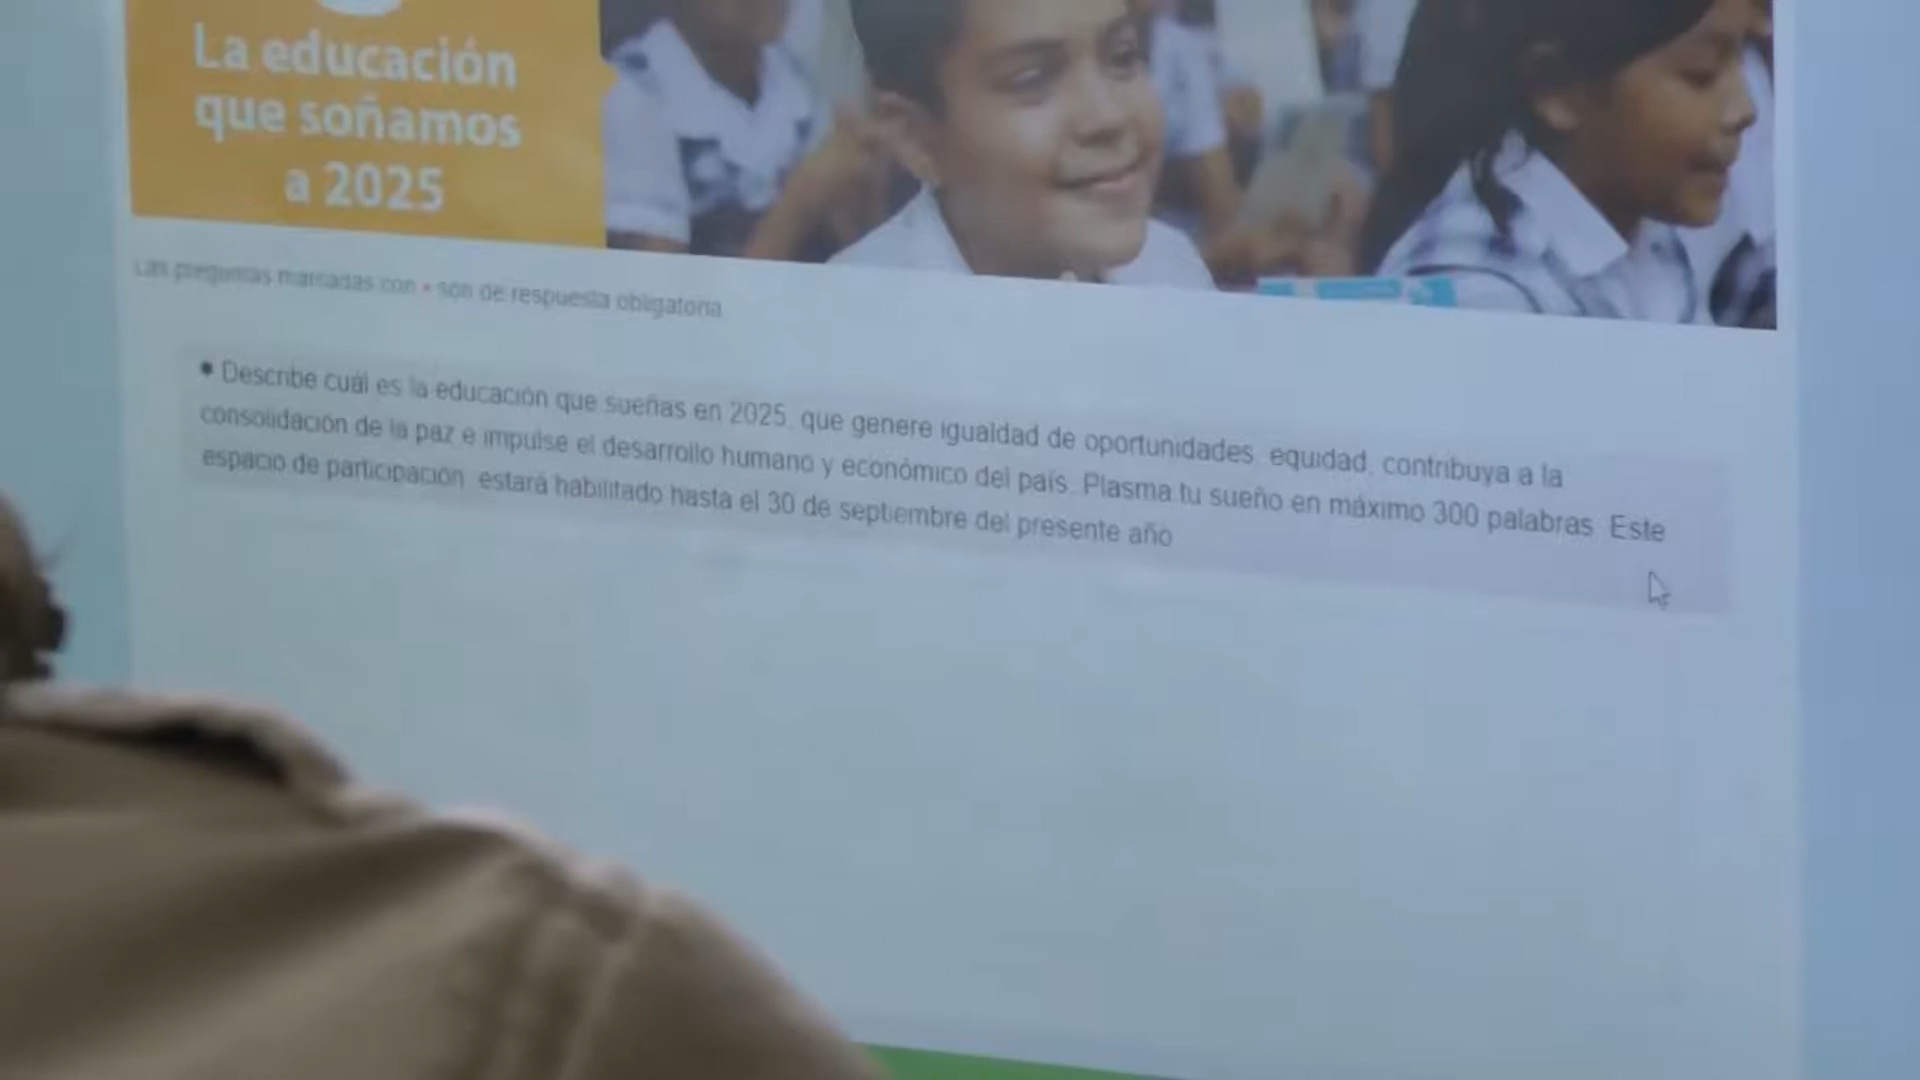 La educación
que soñamos
a 2025
Las preguntas marcadas con * son de respuesta obligatoria
* Describe cuál es la educación que sueñas en 2025, que genere igualdad de oportunidades, equidad, contribuya a la
consolidación de la paz e impulse el desarrollo humano y económico del país. Plasma tu sueño en máximo 300 palabras. Este
espacio de participación estará habilitado hasta el 30 de septiembre del presente año